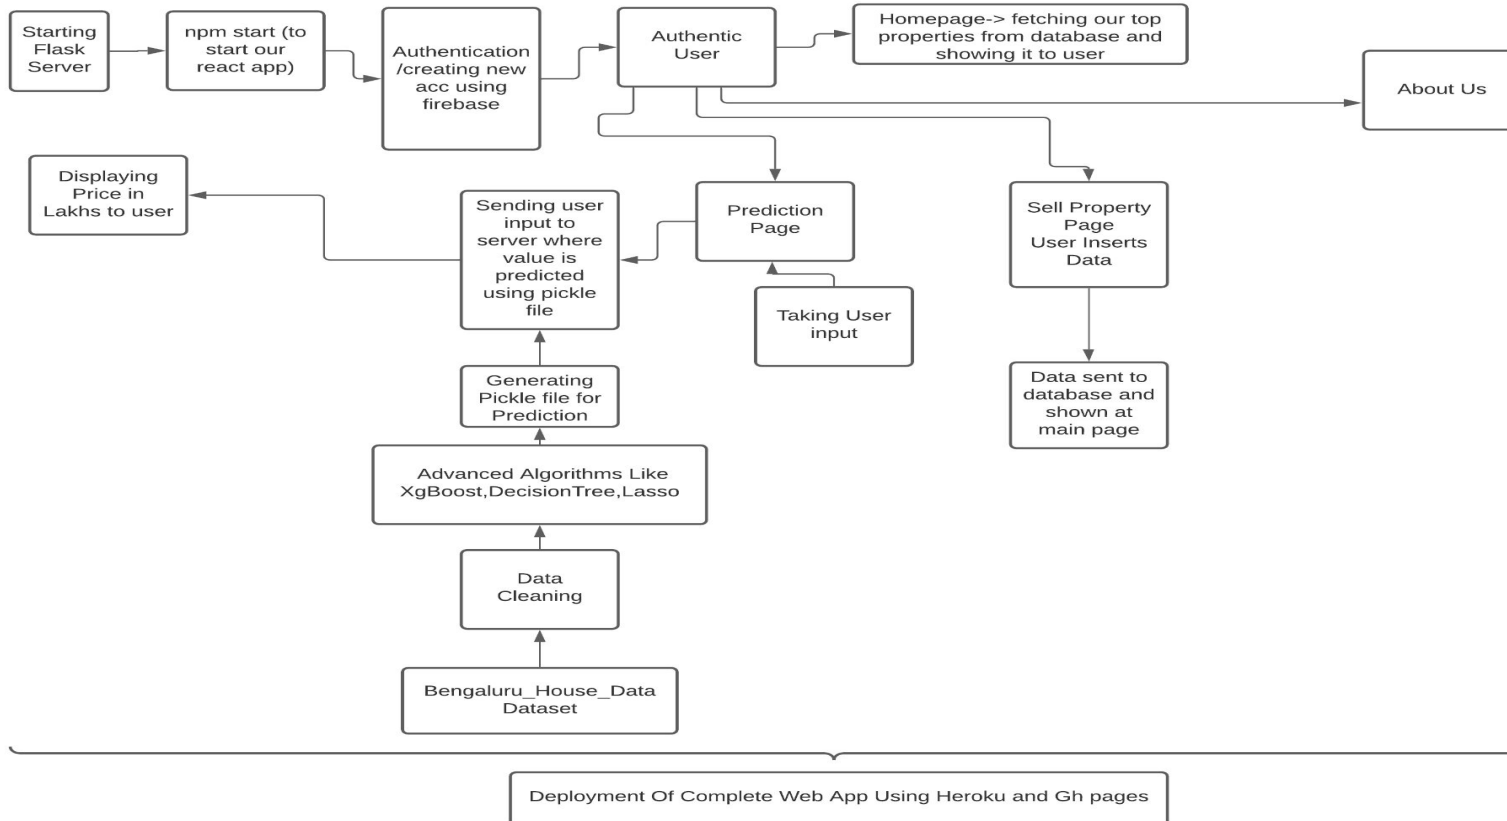 Starting
Flask
Server
npm start (to
start our
react app)
Authentication
/creating new
acc using
firebase
Authentic
User
Homepage-> fetching our top
properties from database and
showing it to user
About Us
Displaying
Price in
Lakhs to user
Sending user
input to
server where
value is
predicted
using pickle
file
Prediction
Page
Sell Property
Page
User Inserts
Data
Taking User
input
Generating
Pickle file for
Prediction
Data sent to
database and
shown at
main page
Advanced Algorithms Like
XgBoost,DecisionTree,Lasso
Data
Cleaning
Bengaluru_House_Data
Dataset
Deployment Of Complete Web App Using Heroku and Gh pages